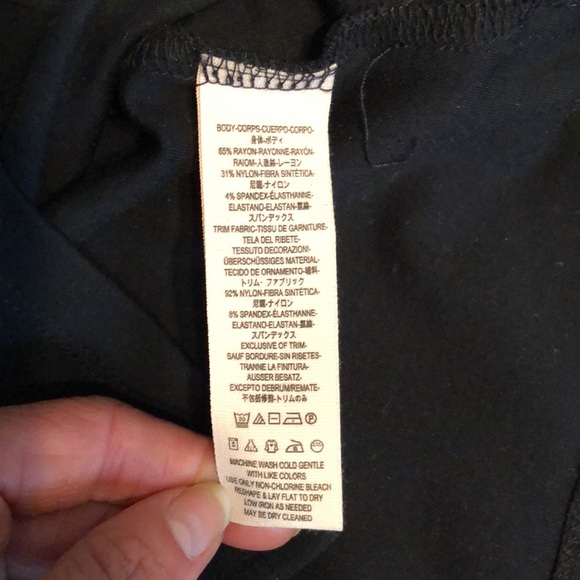 BODY-CORPS-CUERPO-CORPO-
身体-ボディ
65% RAYON-RAYONNE-RAYÓN-
RAIOM-人造絲-レーヨン
31% NYLON-FIBRA SINTÉTICA-
尼龍-ナイロン
4% SPANDEX-ÉLASTHANNE-
ELASTANO-ELASTAN-氨綸-
スパンデックス
TRIM FABRIC-TISSU DE GARNITURE-
TELA DEL RIBETE-
TESSUTO DECORAZIONI-
ÜBERSCHÜSSIGES MATERIAL-
TECIDO DE ORNAMENTO-辅料-
トリム・ファブリック
92% NYLON-FIBRA SINTÉTICA-
尼龍-ナイロン
8% SPANDEX-ÉLASTHANNE-
ELASTANO-ELASTAN-氨綸-
スパンデックス
EXCLUSIVE OF TRIM-
SAUF BORDURE-SIN RIBETES-
TRANNE LA FINITURA-
AUSSER BESATZ-
EXCEPTO DEBRUM/REMATE-
不包括修飾-トリムのみ
MACHINE WASH COLD GENTLE
WITH LIKE COLORS
USE ONLY NON-CHLORINE BLEACH
RESHAPE & LAY FLAT TO DRY
LOW IRON AS NEEDED
MAY BE DRY CLEANED